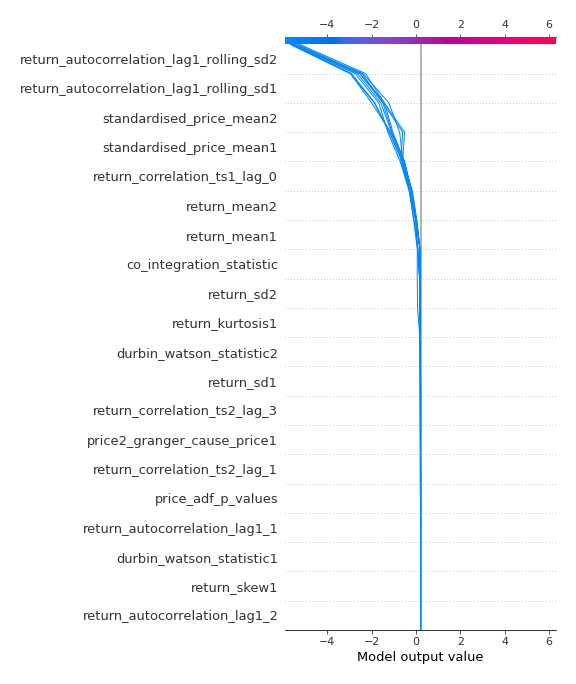 −4 −2 0 2 4 6
return_autocorrelation_lag1_rolling_sd2
return_autocorrelation_lag1_rolling_sd1
standardised_price_mean2
standardised_price_mean1
return_correlation_ts1_lag_0
return_mean2
return_mean1
co_integration_statistic
return_sd2
return_kurtosis1
durbin_watson_statistic2
return_sd1
return_correlation_ts2_lag_3
price2_granger_cause_price1
return_correlation_ts2_lag_1
price_adf_p_values
return_autocorrelation_lag1_1
durbin_watson_statistic1
return_skew1
return_autocorrelation_lag1_2
−4 −2 0 2 4 6
Model output value